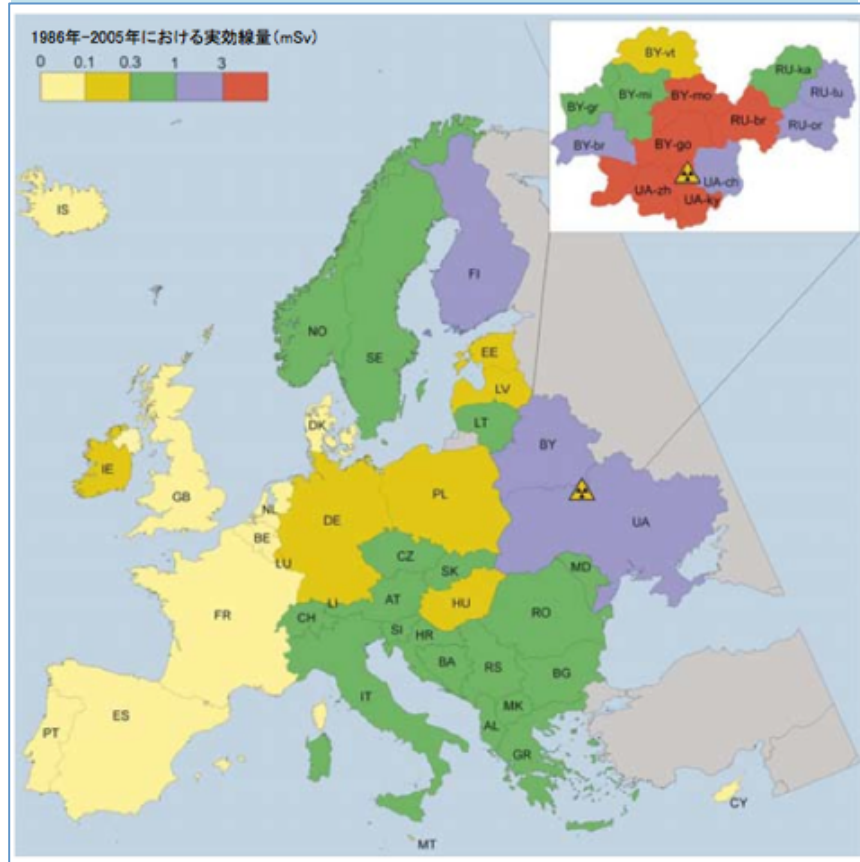 1986年-2005年における実効線量(mSv)
0 0.1 0.3 1 3
BY-vt
RU-ka
BY-mi
BY-mo
RU-tu
BY-gr
RU-br
RU-or
BY-go
BY-br
UA-ch
UA-zh
UA-ky
IS
FI
NO
SE
EE
LV
LT
DK
BY
IE
GB
NL
PL
DE
UA
BE
LU
CZ
SK
MD
LI
AT
HU
FR
CH
RO
SI
HR
BA
RS
BG
IT
MK
PT
ES
AL
GR
CY
MT